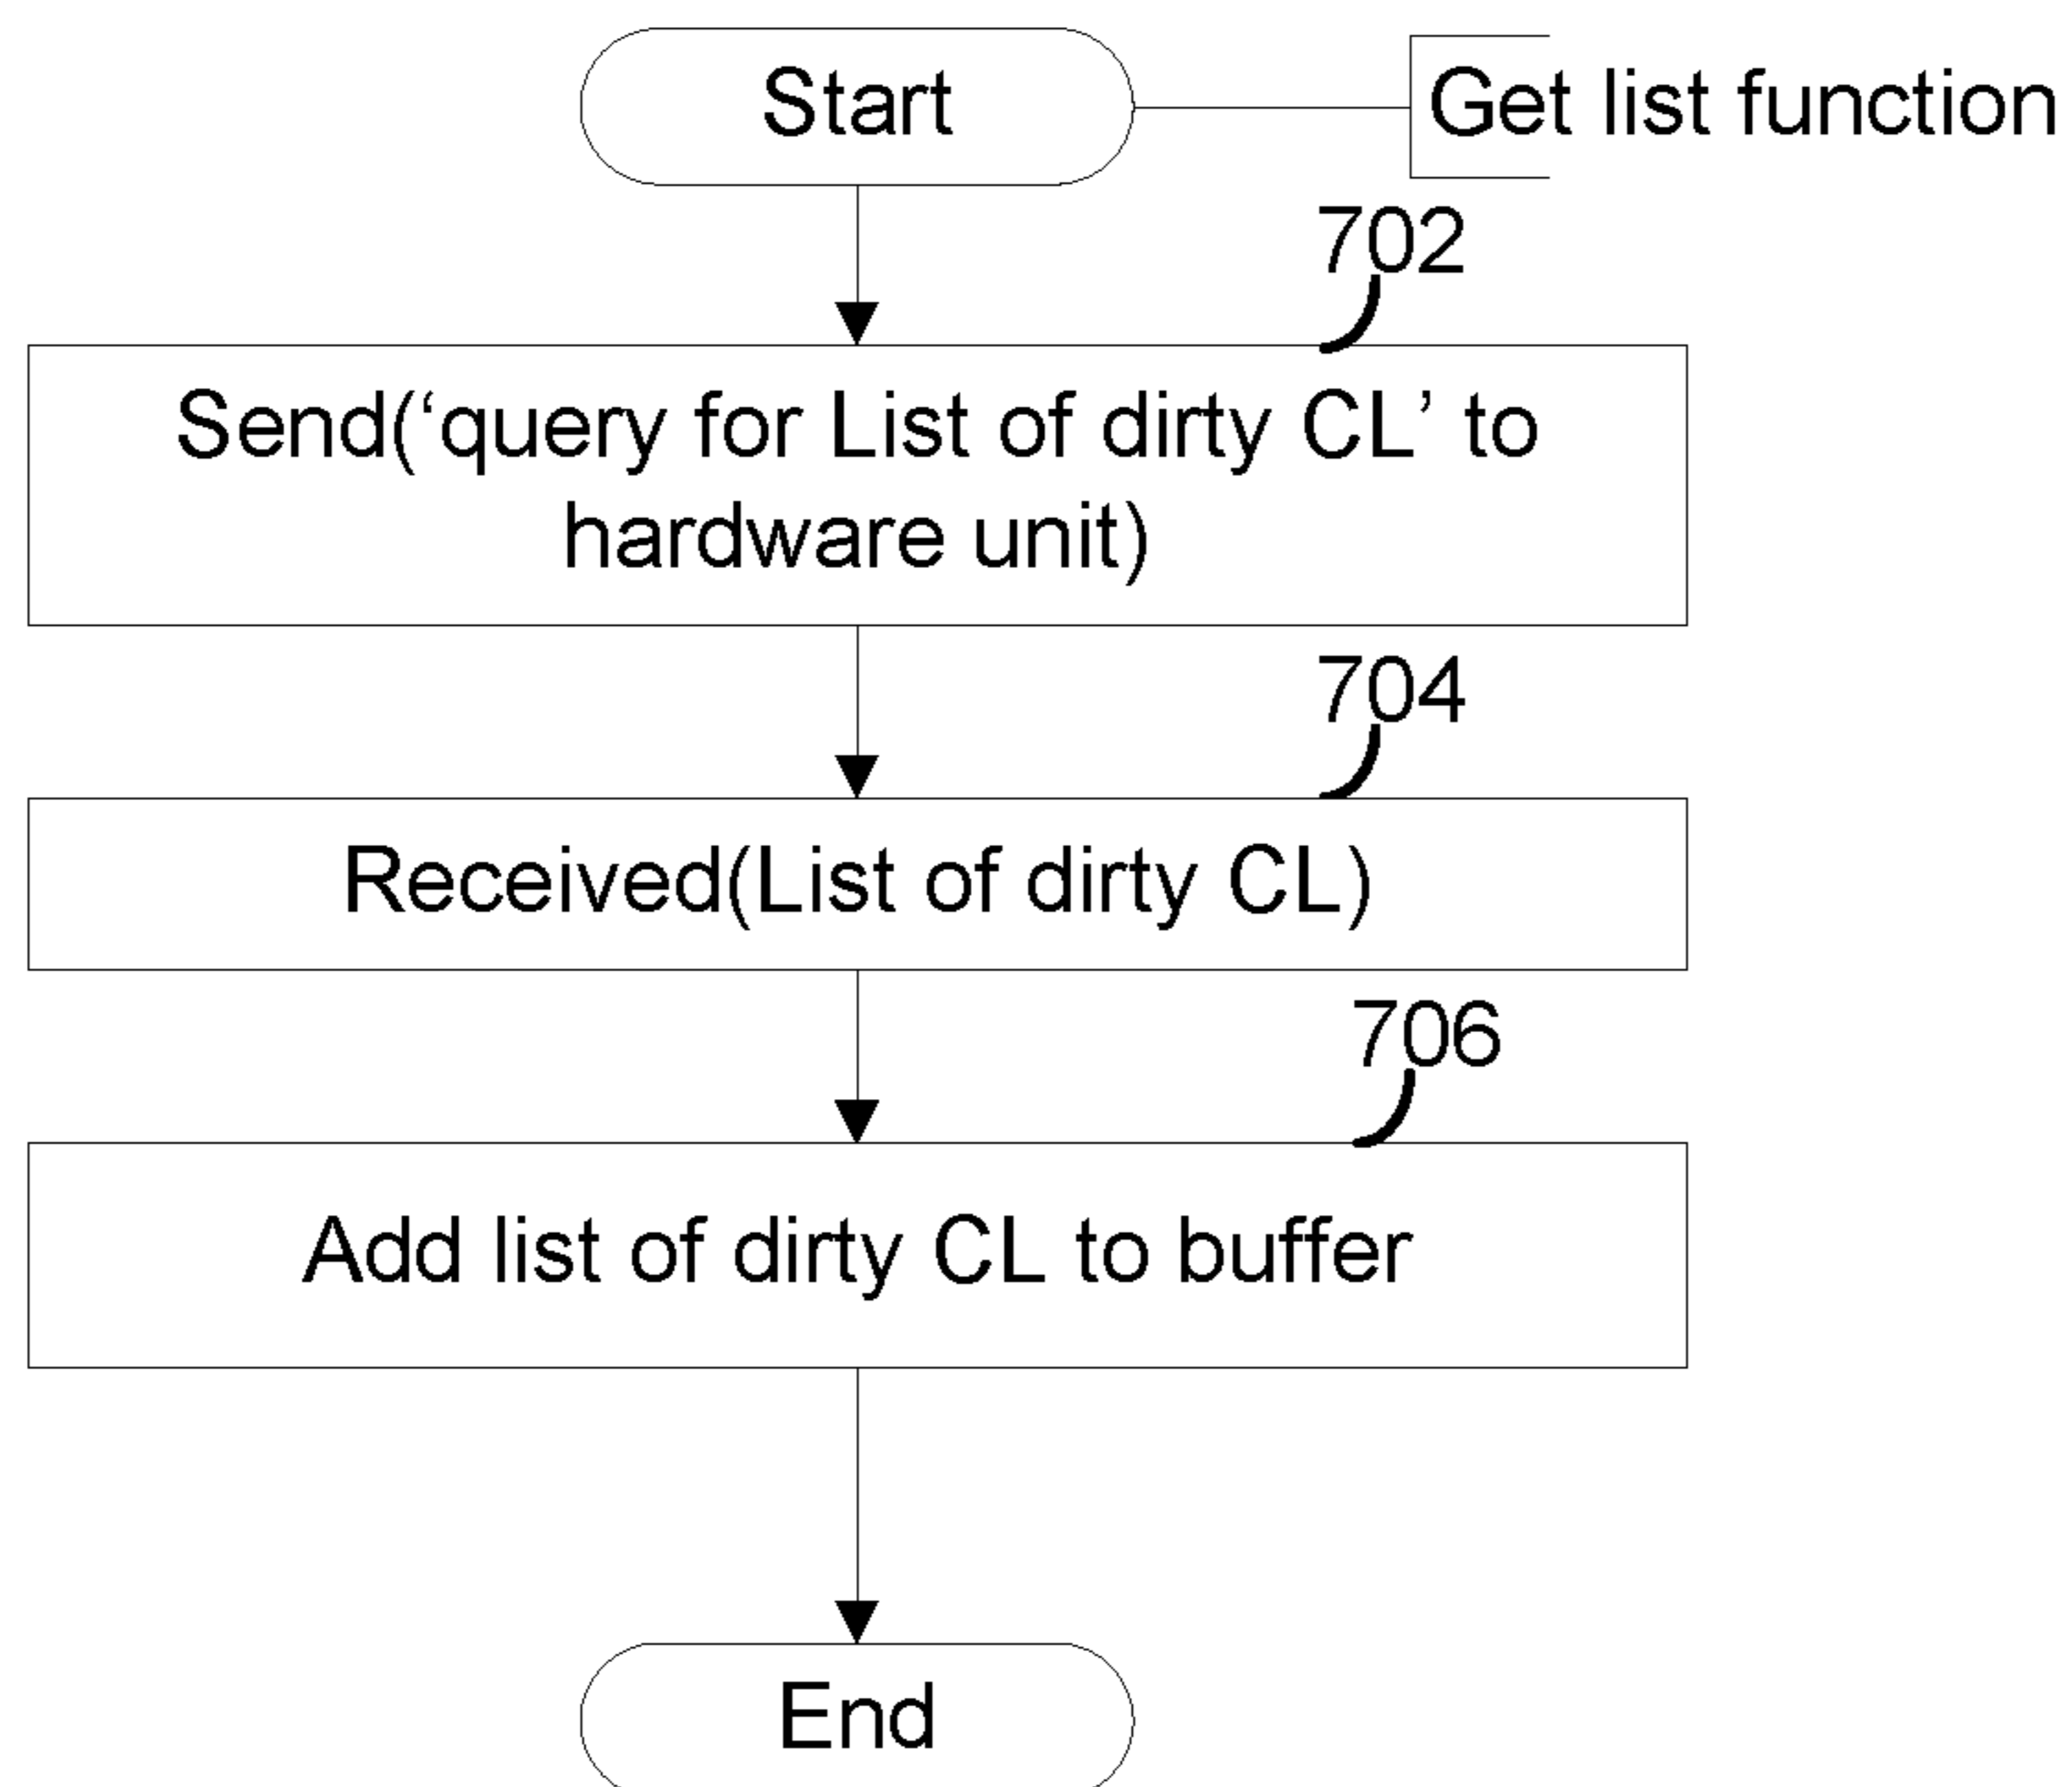 Start
Get list function
702
Send(‘query for List of dirty CL’ to
hardware unit)
704
Received(List of dirty CL)
706
Add list of dirty CL to buffer
End